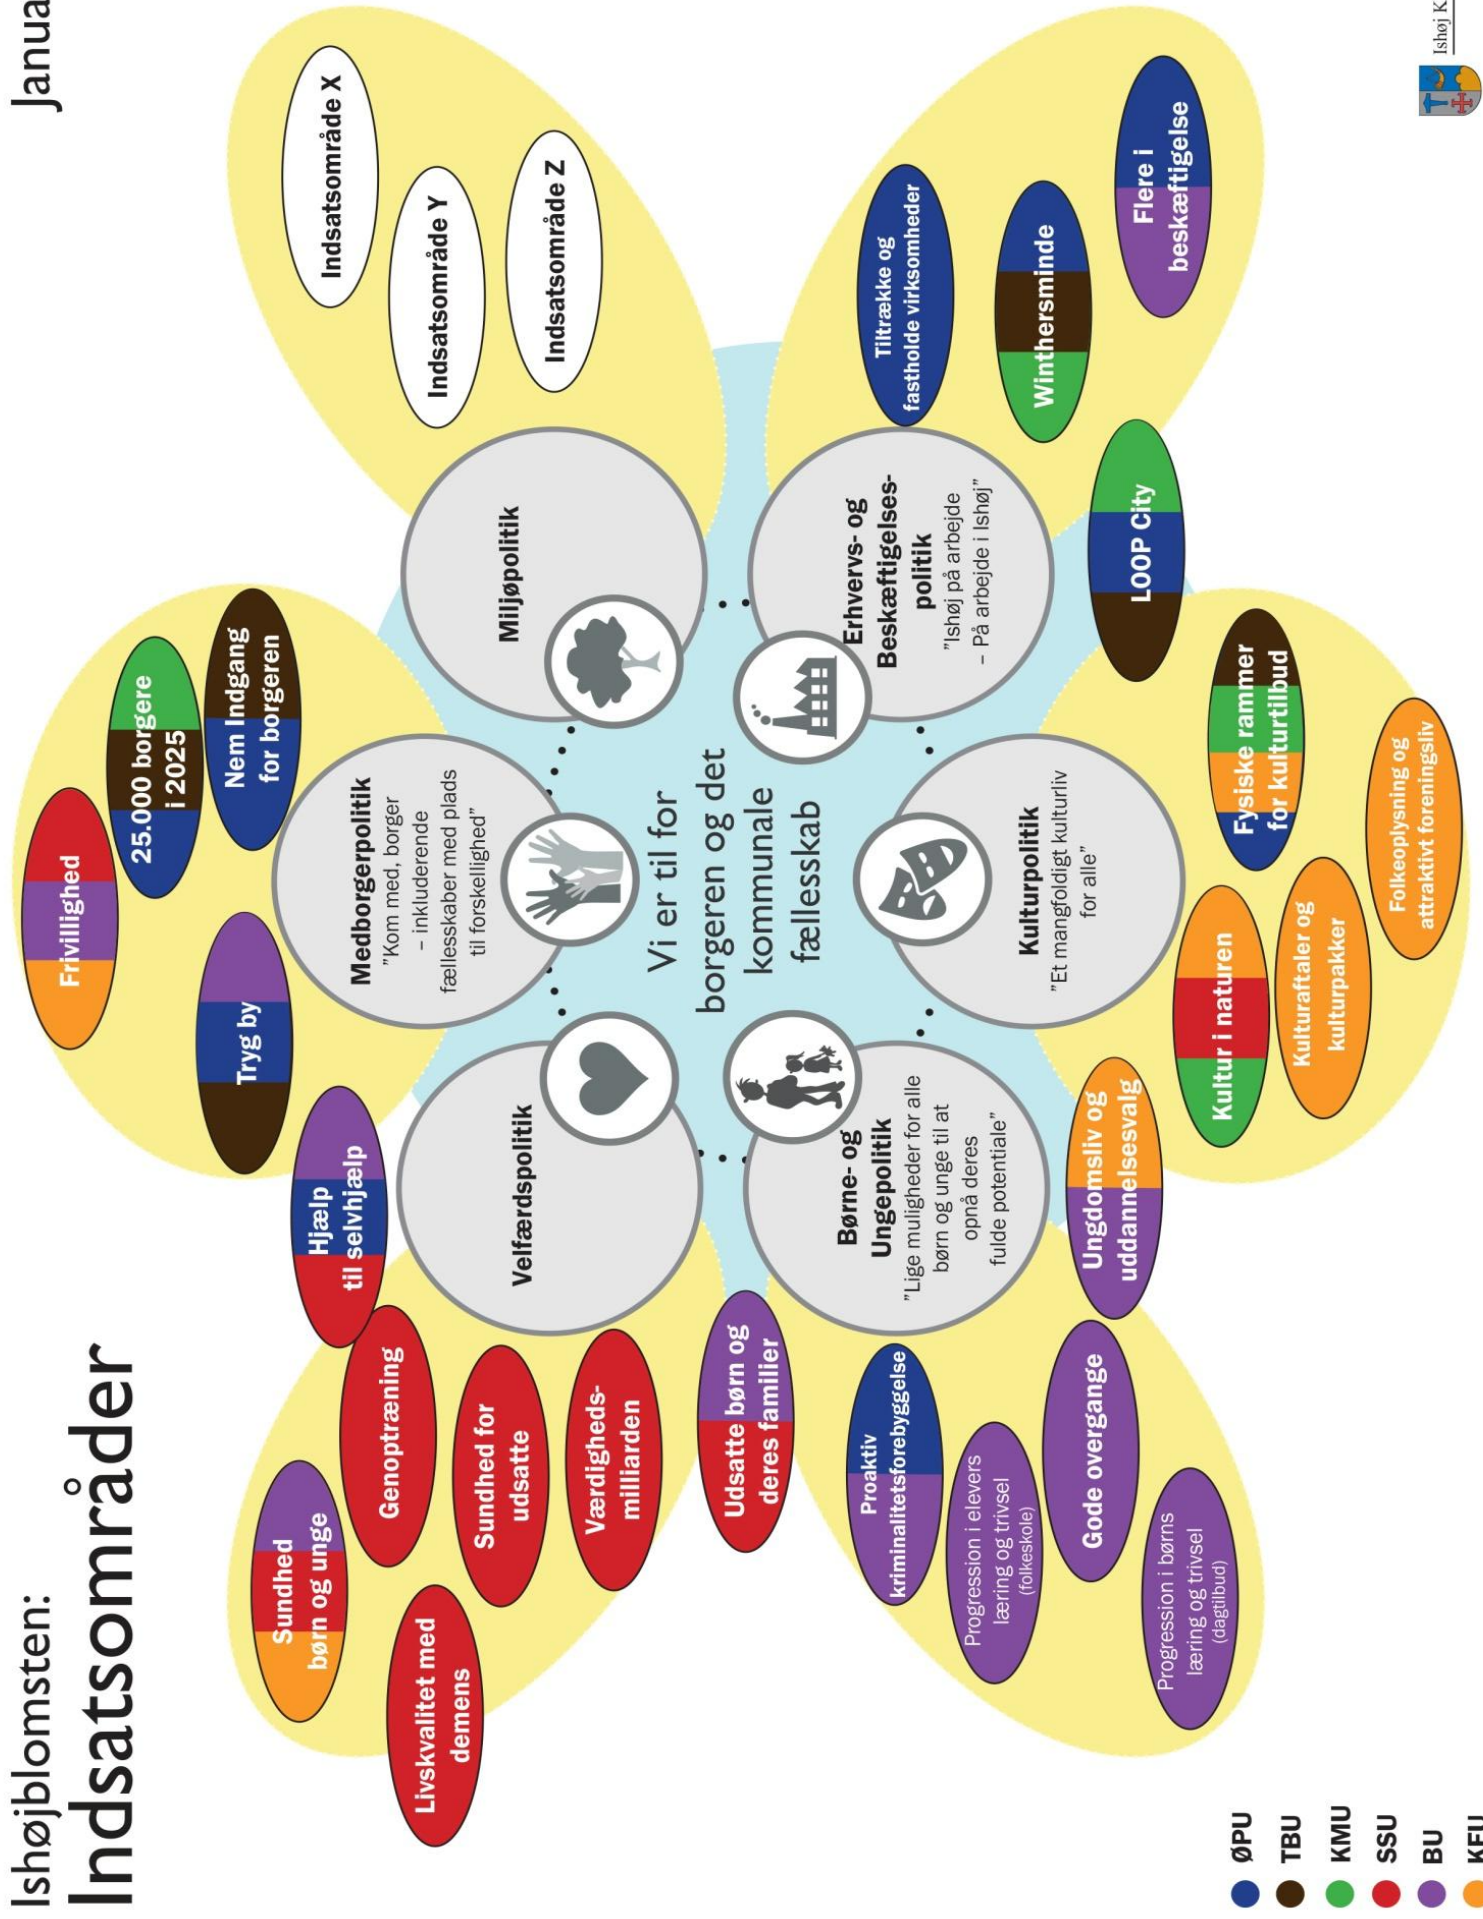 Ishøjblomsten:
Indsatsområder
Janua
Frivillighed
25.000 borgere
i 2025
Nem Indgang
for borgeren
Tryg by
Hjælp
til selvhjælp
Medborgerpolitik
"Kom med, borger
– inkluderende
fællesskaber med plads
til forskellighed"
Indsatsområde X
Indsatsområde Y
Indsatsområde Z
Miljøpolitik
Sundhed
børn og unge
Genoptræning
Livskvalitet med
demens
Sundhed for
udsatte
Værdigheds-
milliarden
Velfærdspolitik
Vi er til for
borgeren og det
kommunale
fællesskab
Udsatte børn og
deres familier
Børne- og
Ungepolitik
"Lige muligheder for alle
børn og unge til at
opnå deres
fulde potentiale"
Proaktiv
kriminalitetsforebyggelse
Progression i elevers
læring og trivsel
(folkeskole)
Gode overgange
Progression i børns
læring og trivsel
(dagtilbud)
Ungdomsliv og
uddannelsesvalg
Erhvervs- og
Beskæftigelses-
politik
"Ishøj på arbejde
– På arbejde i Ishøj"
Tiltrække og
fastholde virksomheder
Winthersminde
Flere i
beskæftigelse
LOOP City
Kulturpolitik
"Et mangfoldigt kulturliv
for alle"
Kultur i naturen
Fysiske rammer
for kulturtilbud
Kulturaftaler og
kulturpakker
Folkeoplysning og
attraktivt foreningsliv
ØPU
TBU
KMU
SSU
BU
Ishøj K